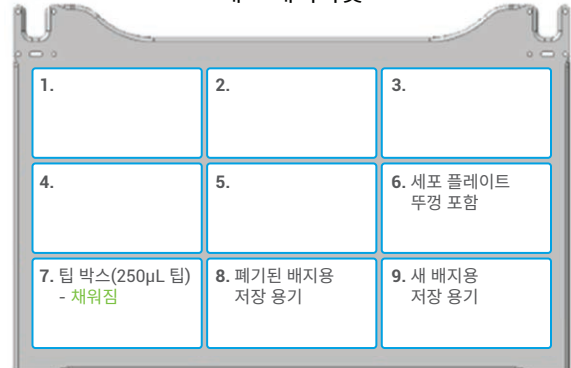 1.
2.
3.
4.
5.
6. 세포 플레이트
뚜껑 포함
7. 팁 박스(250µL 팁)
- 채워짐
8. 폐기된 배지용
저장 용기
9. 새 배지용
저장 용기